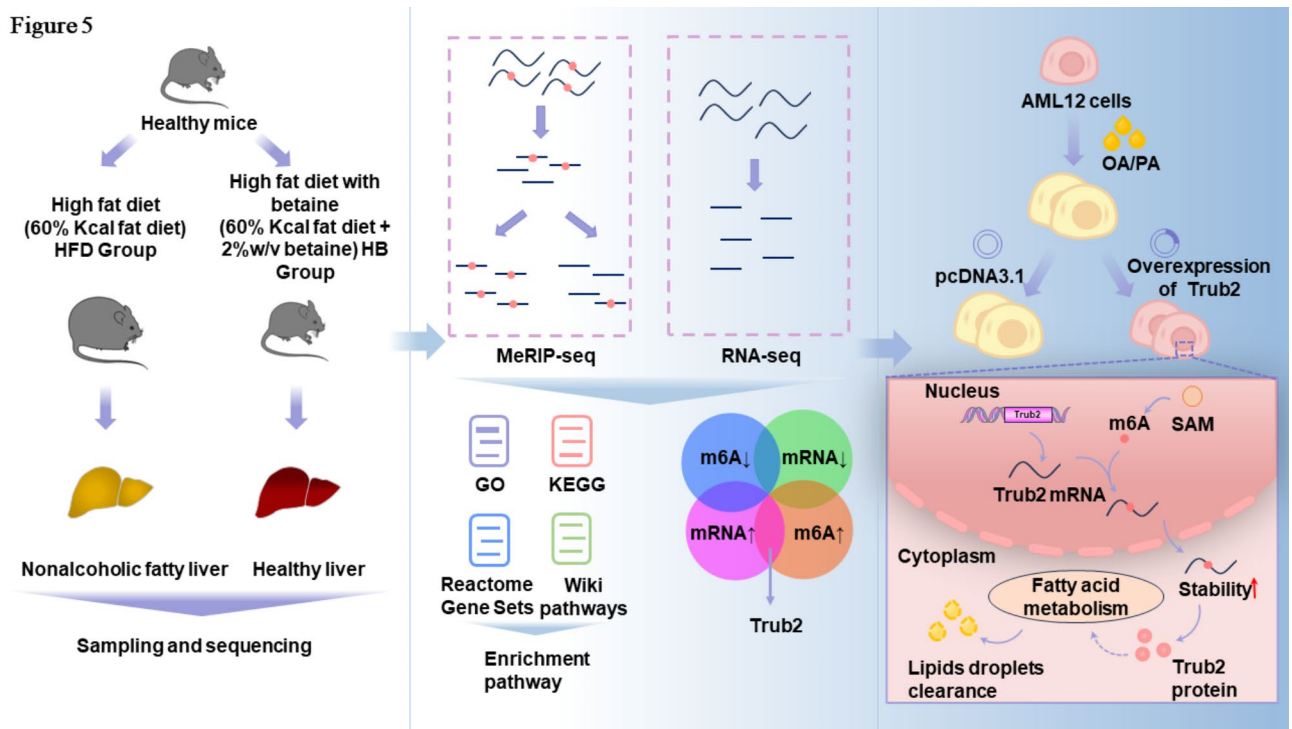 Figure 5
Healthy mice
High fat diet
(60% Kcal fat diet)
HFD Group
High fat diet with
betaine
(60% Kcal fat diet +
2%w/v betaine) HB
Group
Nonalcoholic fatty liver
Healthy liver
Sampling and sequencing
MeRIP-seq
RNA-seq
GO
KEGG
Reactome
Gene Sets
Wiki
pathways
Enrichment
pathway
m6A↓
mRNA↓
mRNA↑
m6A↑
Trub2
AML12 cells
OA/PA
pcDNA3.1
Overexpression
of Trub2
Nucleus
Trub2
m6A
SAM
Trub2 mRNA
Cytoplasm
Stability↑
Fatty acid
metabolism
Lipids droplets
clearance
Trub2
protein